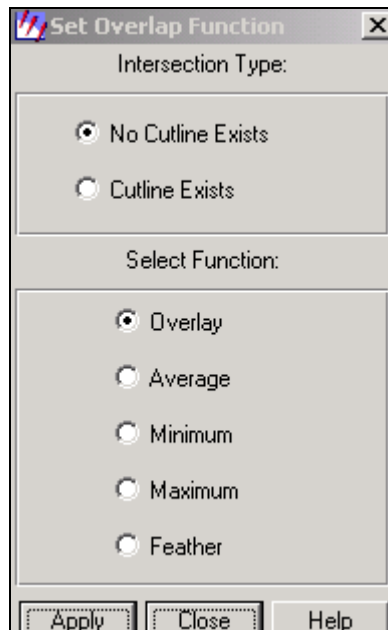 Set Overlap Function
Intersection Type:
No Cutline Exists
Cutline Exists
Select Function:
Overlay
Average
Minimum
Maximum
Feather
Apply Close Help